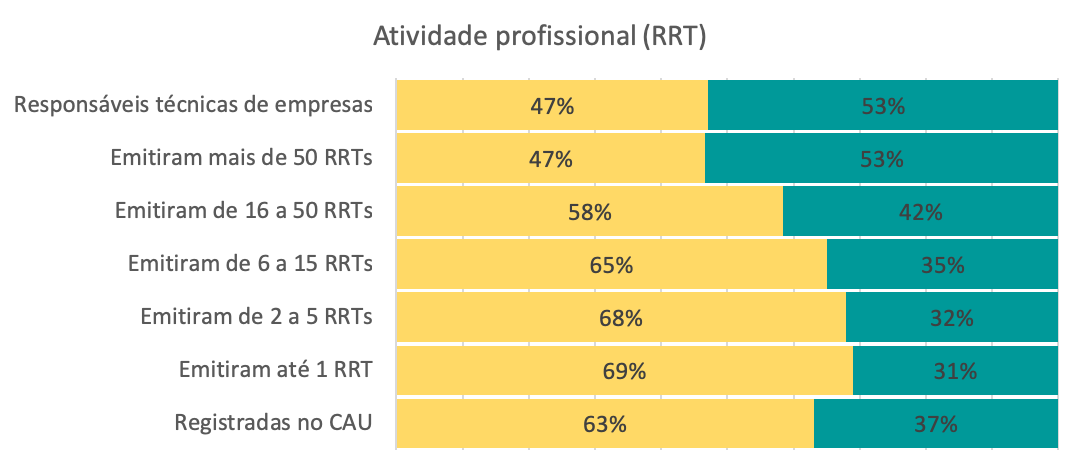 Atividade profissional (RRT)
Responsáveis técnicas de empresas 47% 53%
Emitiram mais de 50 RRTs 47% 53%
Emitiram de 16 a 50 RRTs 58% 42%
Emitiram de 6 a 15 RRTs 65% 35%
Emitiram de 2 a 5 RRTs 68% 32%
Emitiram até 1 RRT 69% 31%
Registradas no CAU 63% 37%